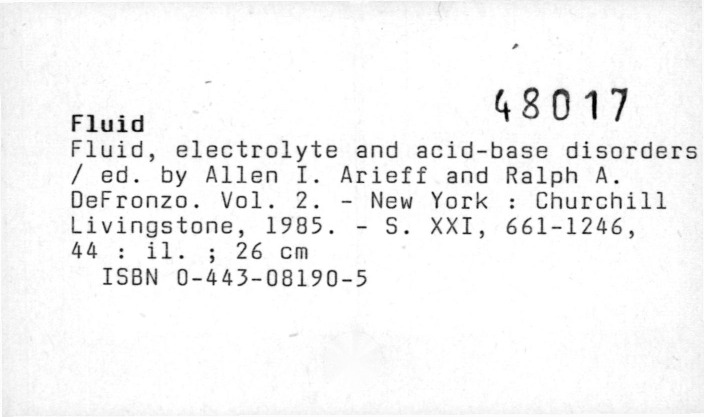 48017
Fluid
Fluid, electrolyte and acid-base disorders
/ ed. by Allen I. Arieff and Ralph A.
DeFronzo. Vol. 2. - New York : Churchill
Livingstone, 1985. - S. XXI, 661-1246,
44 : il. ; 26 cm
ISBN 0-443-08190-5